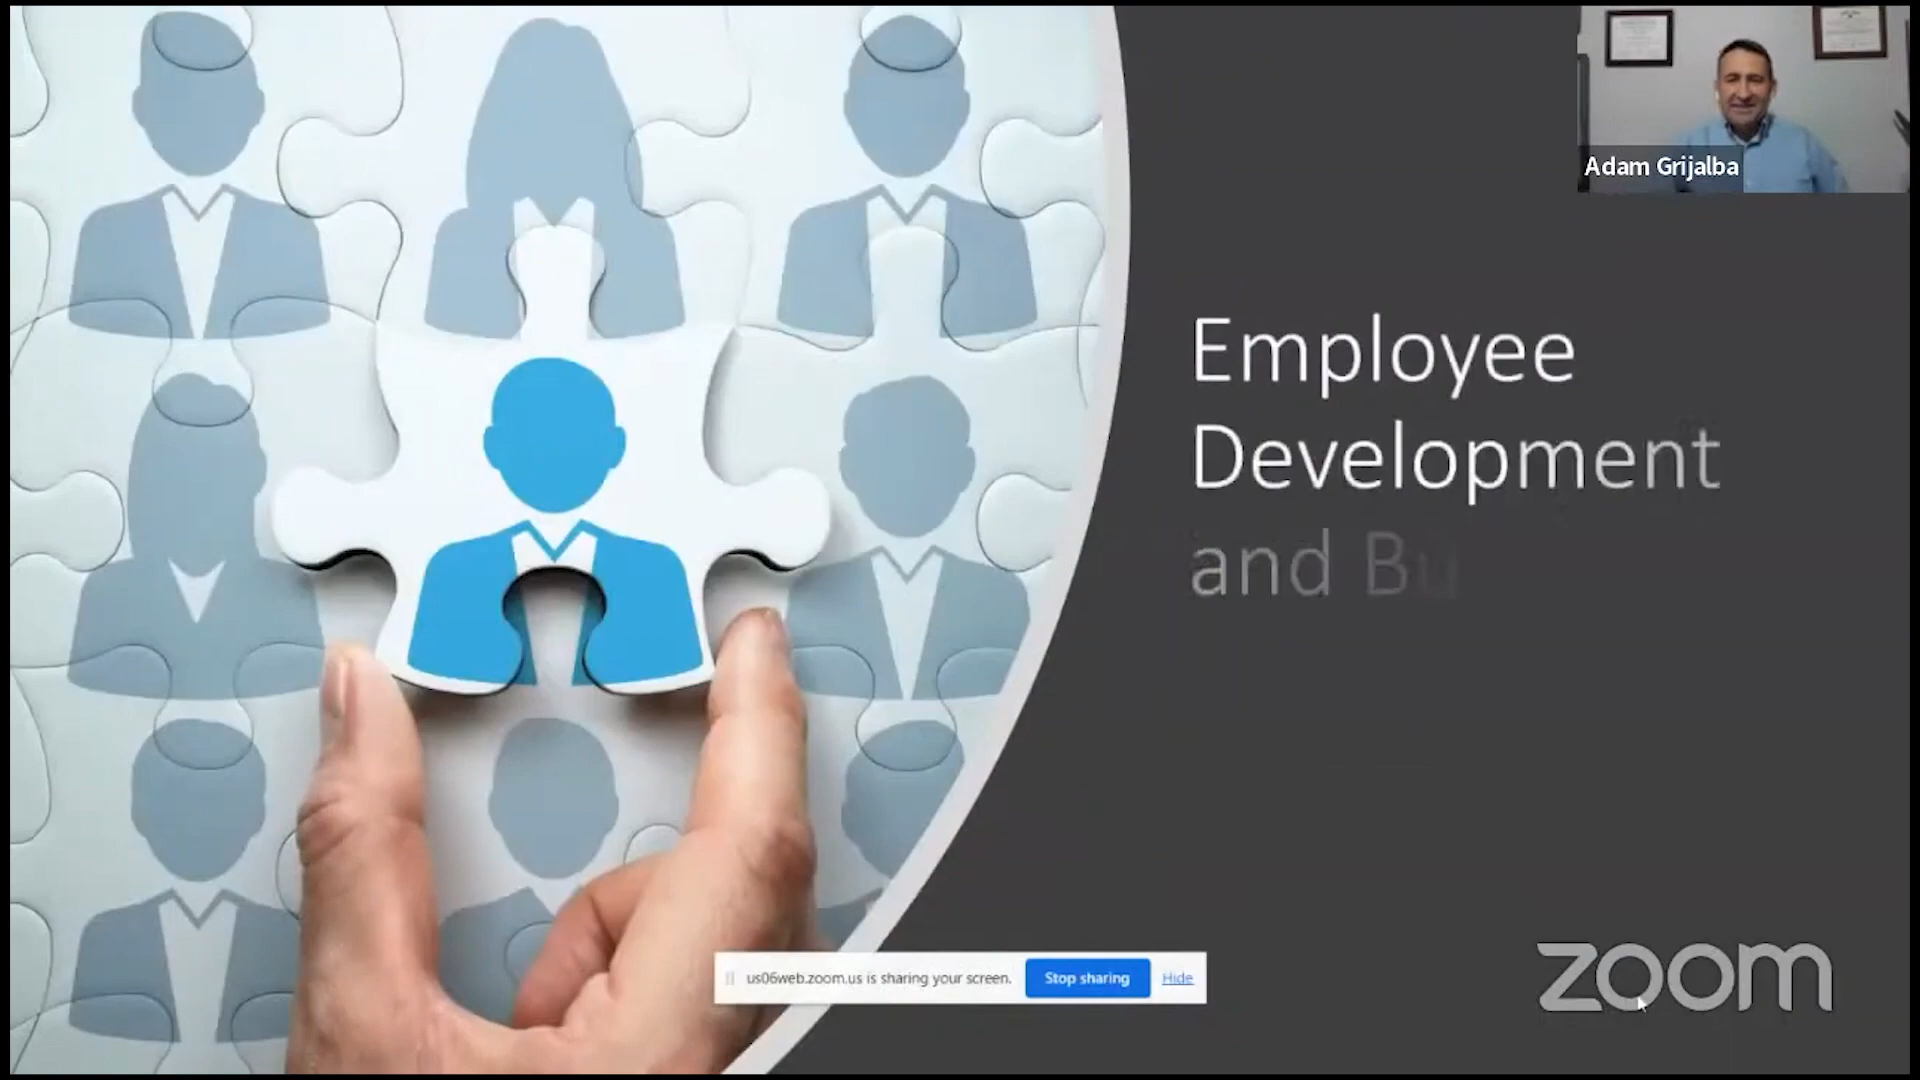 Adam Grijalba
Employee
Development
and Bu
us06web.zoom.us is sharing your screen. Stop sharing Hide
zoom